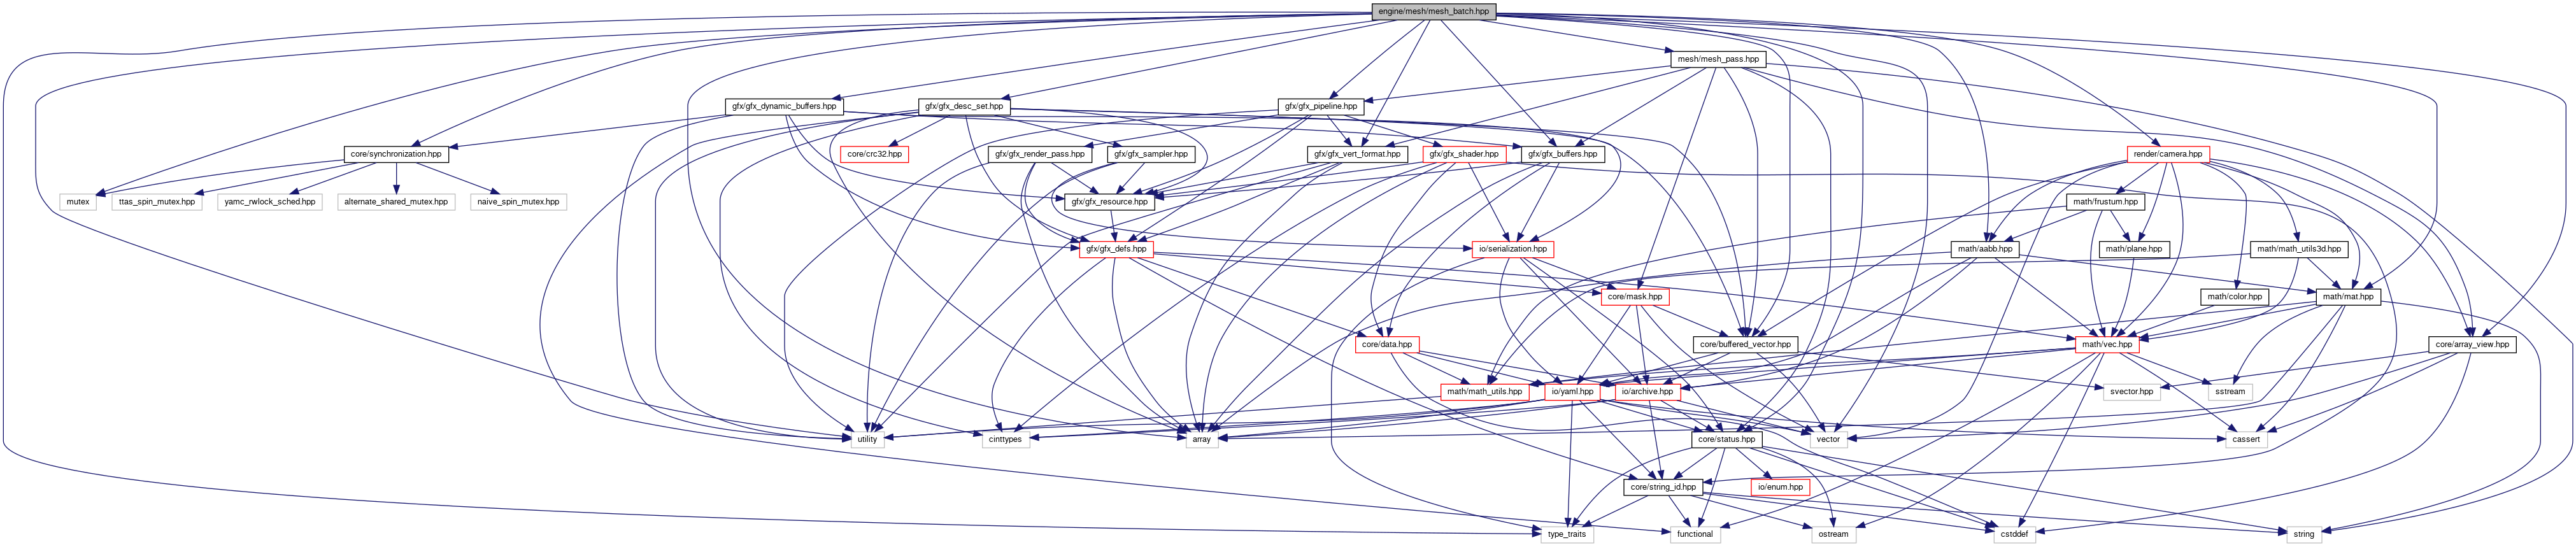 engine/mesh/mesh_batch.hpp
mesh/mesh_pass.hpp
gfx/gfx_dynamic_buffers.hpp
gfx/gfx_desc_set.hpp
gfx/gfx_pipeline.hpp
core/synchronization.hpp
core/crc32.hpp
gfx/gfx_render_pass.hpp
gfx/gfx_sampler.hpp
gfx/gfx_vert_format.hpp
gfx/gfx_shader.hpp
gfx/gfx_buffers.hpp
render/camera.hpp
mutex
ttas_spin_mutex.hpp
yamc_rwlock_sched.hpp
alternate_shared_mutex.hpp
naive_spin_mutex.hpp
gfx/gfx_resource.hpp
math/frustum.hpp
gfx/gfx_defs.hpp
io/serialization.hpp
math/aabb.hpp
math/plane.hpp
math/math_utils3d.hpp
core/mask.hpp
math/color.hpp
math/mat.hpp
core/data.hpp
core/buffered_vector.hpp
math/vec.hpp
core/array_view.hpp
math/math_utils.hpp
io/yaml.hpp
io/archive.hpp
svector.hpp
sstream
utility
cinttypes
array
core/status.hpp
vector
cassert
core/string_id.hpp
io/enum.hpp
type_traits
functional
ostream
cstddef
string